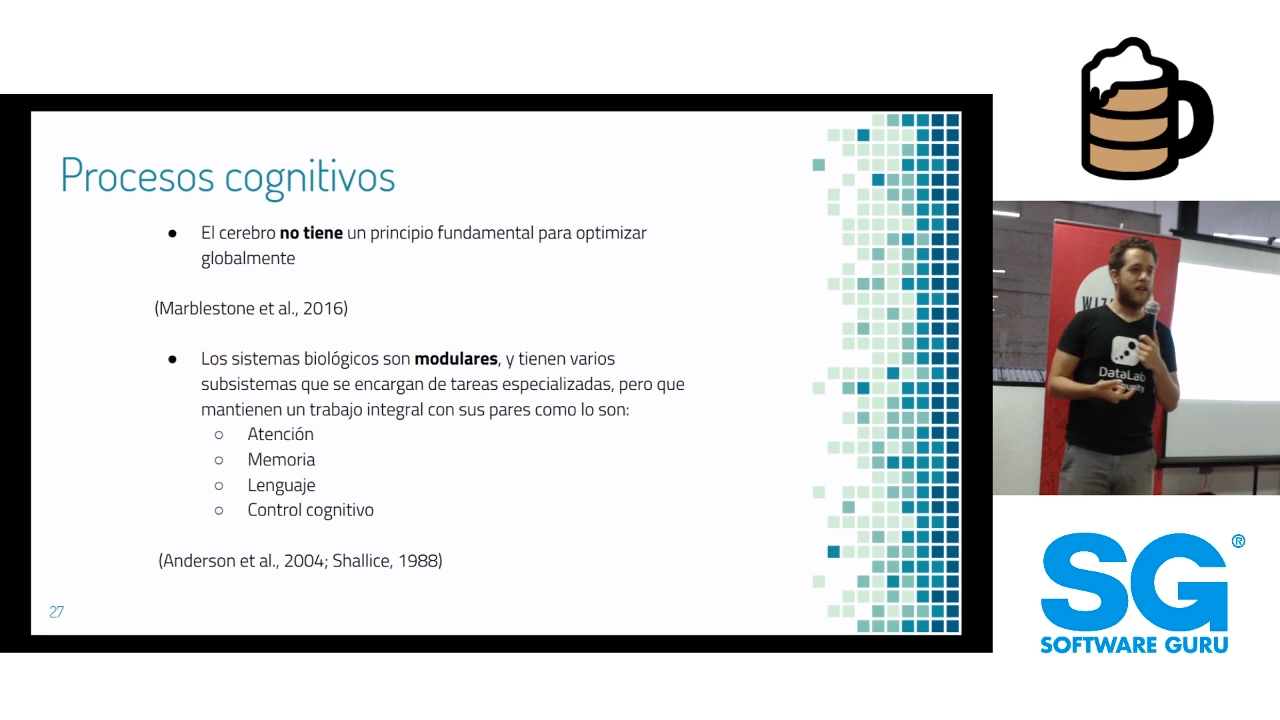 Procesos cognitivos
● El cerebro no tiene un principio fundamental para optimizar
globalmente
(Marblestone et al., 2016)
● Los sistemas biológicos son modulares, y tienen varios
subsistemas que se encargan de tareas especializadas, pero que
mantienen un trabajo integral con sus pares como lo son:
○ Atención
○ Memoria
○ Lenguaje
○ Control cognitivo
(Anderson et al., 2004; Shallice, 1988)
27
DataLab
SG®
SOFTWARE GURU